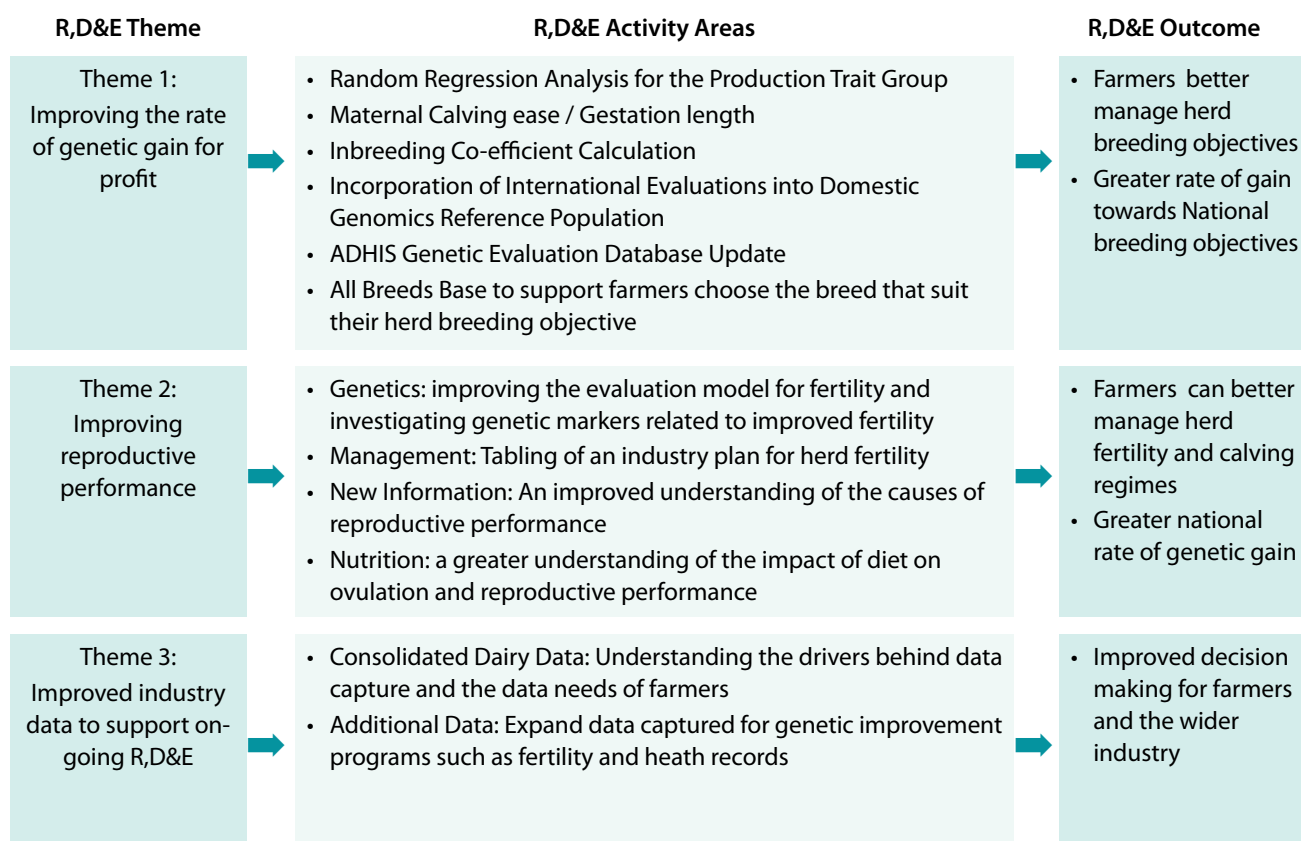 R,D&E Theme
R,D&E Activity Areas
R,D&E Outcome
Theme 1:
Improving the rate
of genetic gain for
profit
• Random Regression Analysis for the Production Trait Group
• Maternal Calving ease / Gestation length
• Inbreeding Co-efficient Calculation
• Incorporation of International Evaluations into Domestic
Genomics Reference Population
• ADHIS Genetic Evaluation Database Update
• All Breeds Base to support farmers choose the breed that suit
their herd breeding objective
• Farmers better
manage herd
breeding objectives
• Greater rate of gain
towards National
breeding objectives
Theme 2:
Improving
reproductive
performance
• Genetics: improving the evaluation model for fertility and
investigating genetic markers related to improved fertility
• Management: Tabling of an industry plan for herd fertility
• New Information: An improved understanding of the causes of
reproductive performance
• Nutrition: a greater understanding of the impact of diet on
ovulation and reproductive performance
• Farmers can better
manage herd
fertility and calving
regimes
• Greater national
rate of genetic gain
Theme 3:
Improved industry
data to support on-
going R,D&E
• Consolidated Dairy Data: Understanding the drivers behind data
capture and the data needs of farmers
• Additional Data: Expand data captured for genetic improvement
programs such as fertility and heath records
• Improved decision
making for farmers
and the wider
industry